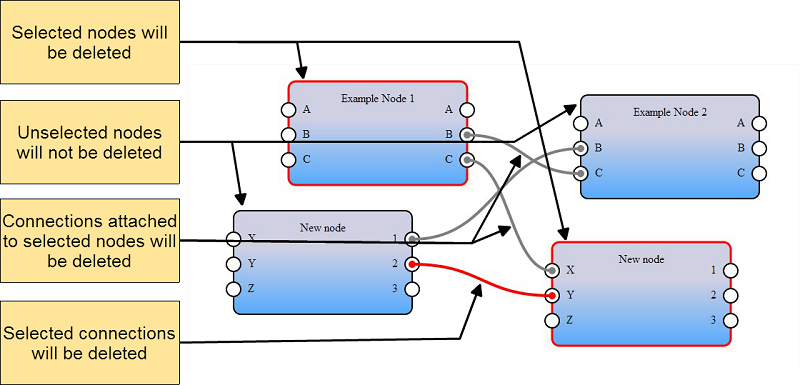 Selected nodes will
be deleted
Unselected nodes
will not be deleted
Connections attached
to selected nodes will
be deleted
Selected connections
will be deleted
Example Node 1
A A
B B
C C
Example Node 2
A A
B B
C C
New node
X 1
Y 2
Z 3
New node
X 1
Y 2
Z 3